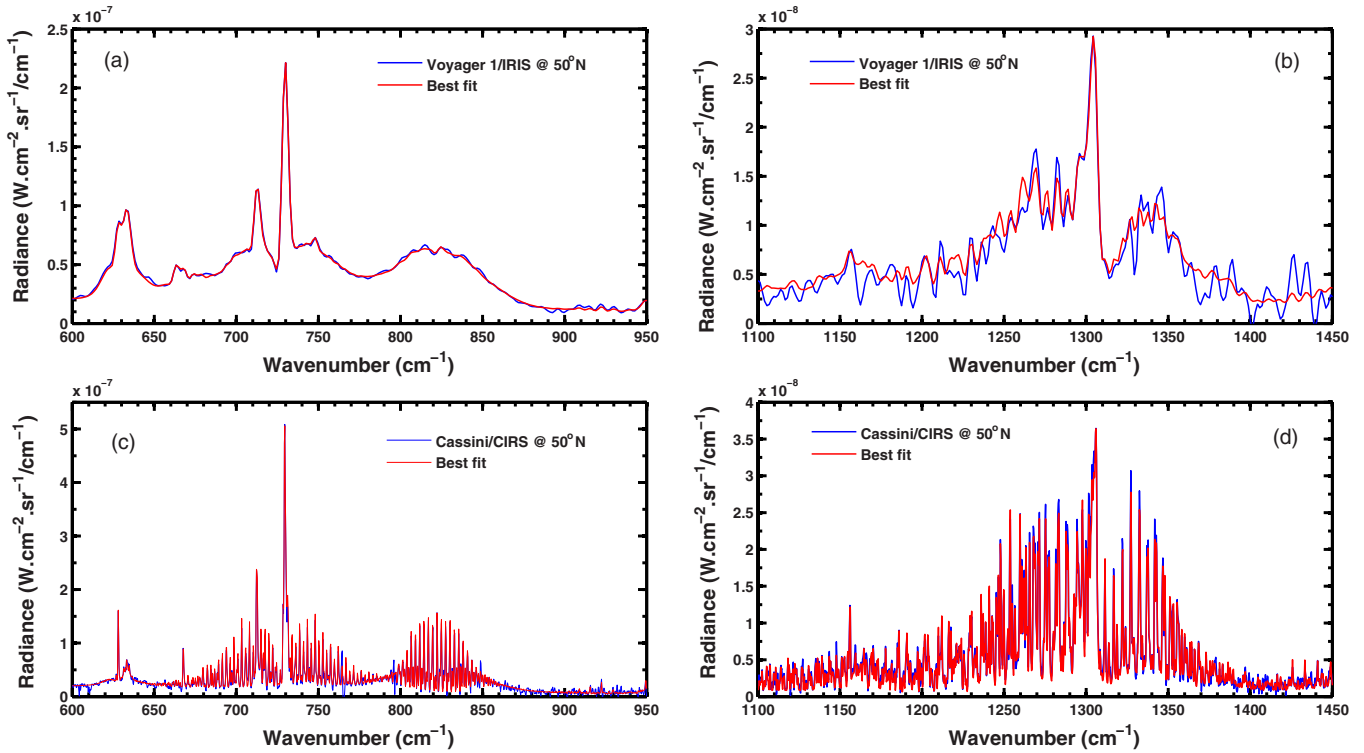 x 10⁻⁷
2.5
2
1.5
1
0.5
0
(a)
Voyager 1/IRIS @ 50°N
Best fit
Radiance (W.cm⁻².sr⁻¹/cm⁻¹)
600 650 700 750 800 850 900 950
Wavenumber (cm⁻¹)
x 10⁻⁸
3
2.5
2
1.5
1
0.5
0
(b)
Voyager 1/IRIS @ 50°N
Best fit
Radiance (W.cm⁻².sr⁻¹/cm⁻¹)
1100 1150 1200 1250 1300 1350 1400 1450
Wavenumber (cm⁻¹)
x 10⁻⁷
5
4
3
2
1
0
(c)
Cassini/CIRS @ 50°N
Best fit
Radiance (W.cm⁻².sr⁻¹/cm⁻¹)
600 650 700 750 800 850 900 950
Wavenumber (cm⁻¹)
x 10⁻⁸
4
3.5
3
2.5
2
1.5
1
0.5
0
(d)
Cassini/CIRS @ 50°N
Best fit
Radiance (W.cm⁻².sr⁻¹/cm⁻¹)
1100 1150 1200 1250 1300 1350 1400 1450
Wavenumber (cm⁻¹)